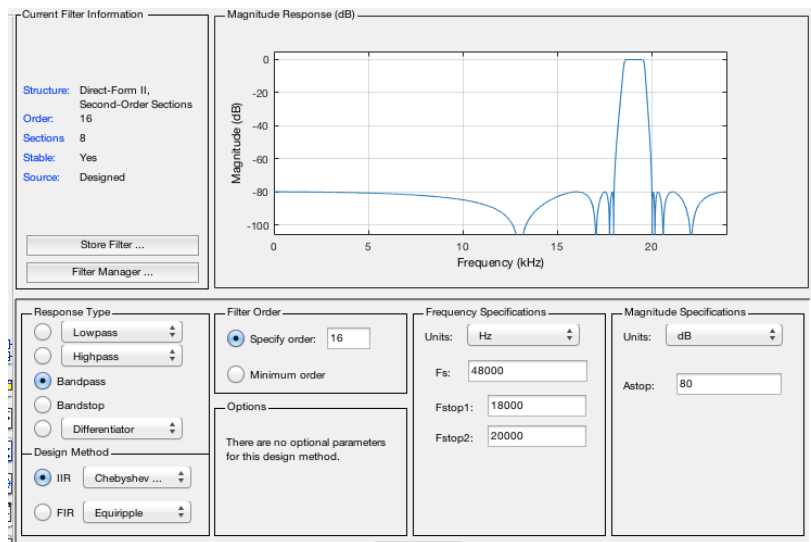 Current Filter Information
Structure: Direct-Form II,
Second-Order Sections
Order: 16
Sections 8
Stable: Yes
Source: Designed
Store Filter ...
Filter Manager ...
Magnitude Response (dB)
0
-20
-40
-60
-80
-100
Magnitude (dB)
0 5 10 15 20
Frequency (kHz)
Response Type
Lowpass
Highpass
Bandpass
Bandstop
Differentiator
Design Method
IIR Chebyshev ...
FIR Equiripple
Filter Order
Specify order: 16
Minimum order
Options
There are no optional parameters
for this design method.
Frequency Specifications
Units: Hz
Fs: 48000
Fstop1: 18000
Fstop2: 20000
Magnitude Specifications
Units: dB
Astop: 80